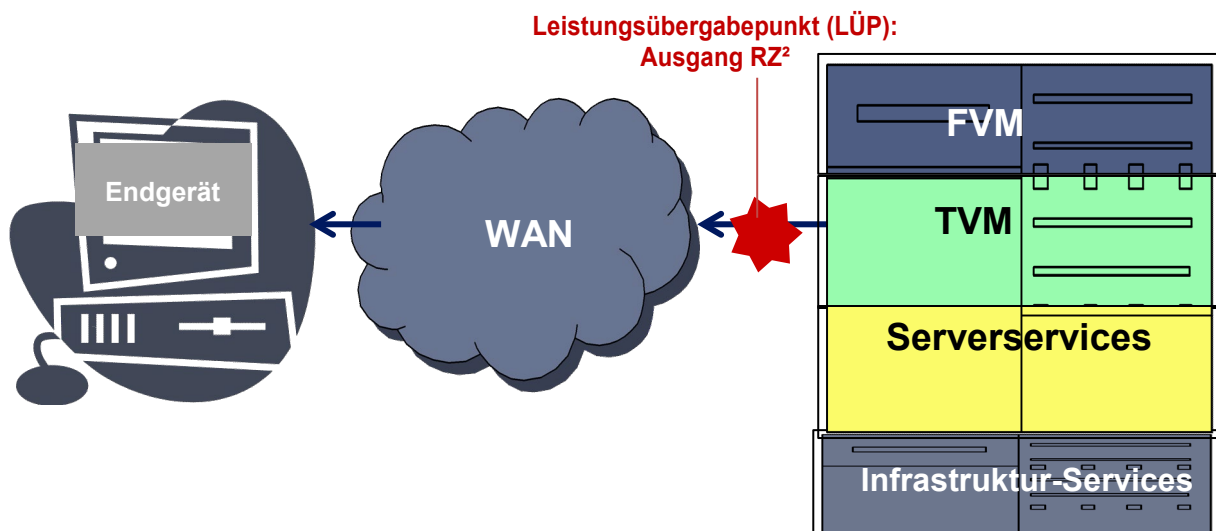 Leistungsübergabepunkt (LÜP):
Ausgang RZ²
FVM
Endgerät
WAN
TVM
Serverservices
Infrastruktur-Services